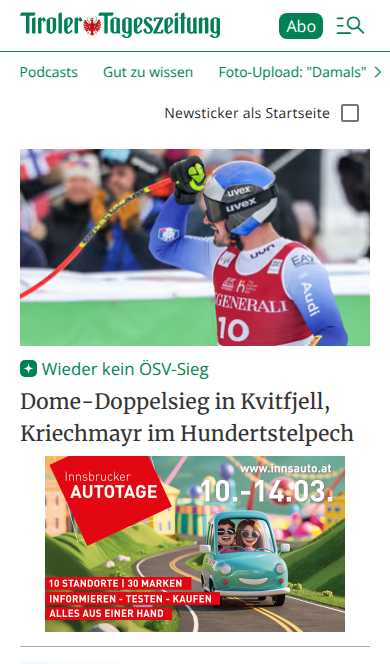 Tiroler Tageszeitung
Abo
Podcasts Gut zu wissen Foto-Upload: "Damals"
Newsticker als Startseite
uvex
uvex
EA7
GENERALI
Audi
10
Wieder kein ÖSV-Sieg
Dome-Doppelsieg in Kvitfjell,
Kriechmayr im Hundertstelpech
www.innsauto.at
Innsbrucker
AUTOTAGE
10.-14.03.
10 STANDORTE | 30 MARKEN
INFORMIEREN - TESTEN - KAUFEN
ALLES AUS EINER HAND